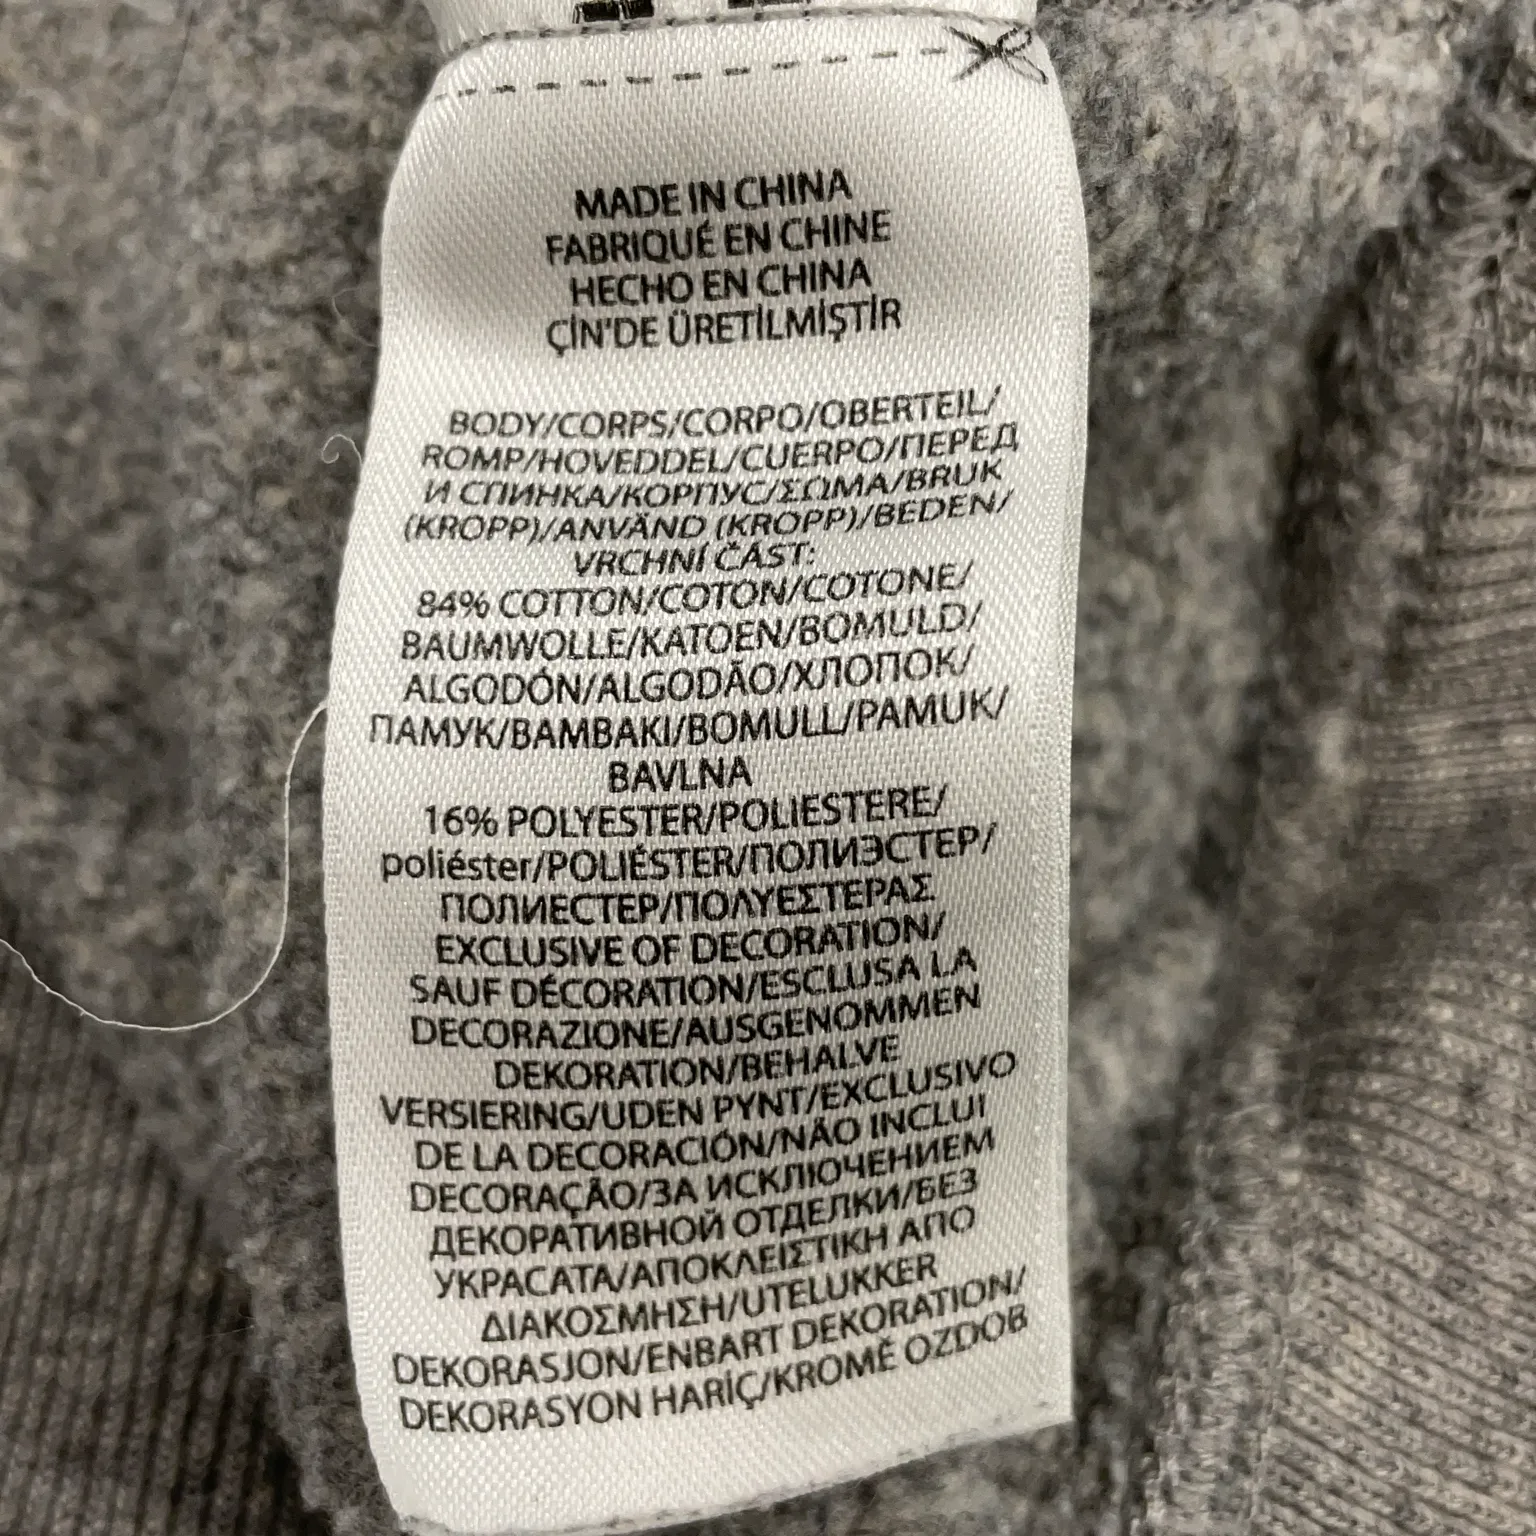 MADE IN CHINA
FABRIQUÉ EN CHINE
HECHO EN CHINA
ÇİN'DE ÜRETİLMİŞTİR
BODY/CORPS/CORPO/OBERTEIL/
ROMP/HOVEDDEL/CUERPO/ПЕРЕД
И СПИНКА/КОРПУС/ΣΩΜΑ/BRUK
(KROPP)/ANVÄND (KROPP)/BEDEN/
VRCHNÍ ČÁST:
84% COTTON/COTON/COTONE/
BAUMWOLLE/KATOEN/BOMULD/
ALGODÓN/ALGODÃO/ХЛОПОК/
ПАМУК/ΒΑΜΒΑΚΙ/BOMULL/PAMUK/
BAVLNA
16% POLYESTER/POLIESTERE/
poliéster/POLIÉSTER/ПОЛИЭСТЕР/
ПОЛИЕСТЕР/ΠΟΛΥΕΣΤΕΡΑΣ
EXCLUSIVE OF DECORATION/
SAUF DÉCORATION/ESCLUSA LA
DECORAZIONE/AUSGENOMMEN
DEKORATION/BEHALVE
VERSIERING/UDEN PYNT/EXCLUSIVO
DE LA DECORACIÓN/NÃO INCLUI
DECORAÇÃO/ЗА ИСКЛЮЧЕНИЕМ
ДЕКОРАТИВНОЙ ОТДЕЛКИ/БЕЗ
УКРАСАТА/ΑΠΟΚΛΕΙΣΤΙΚΗ ΑΠΟ
ΔΙΑΚΟΣΜΗΣΗ/UTELUKKER
DEKORASJON/ENBART DEKORATION/
DEKORASYON HARİÇ/KROMĚ OZDOB